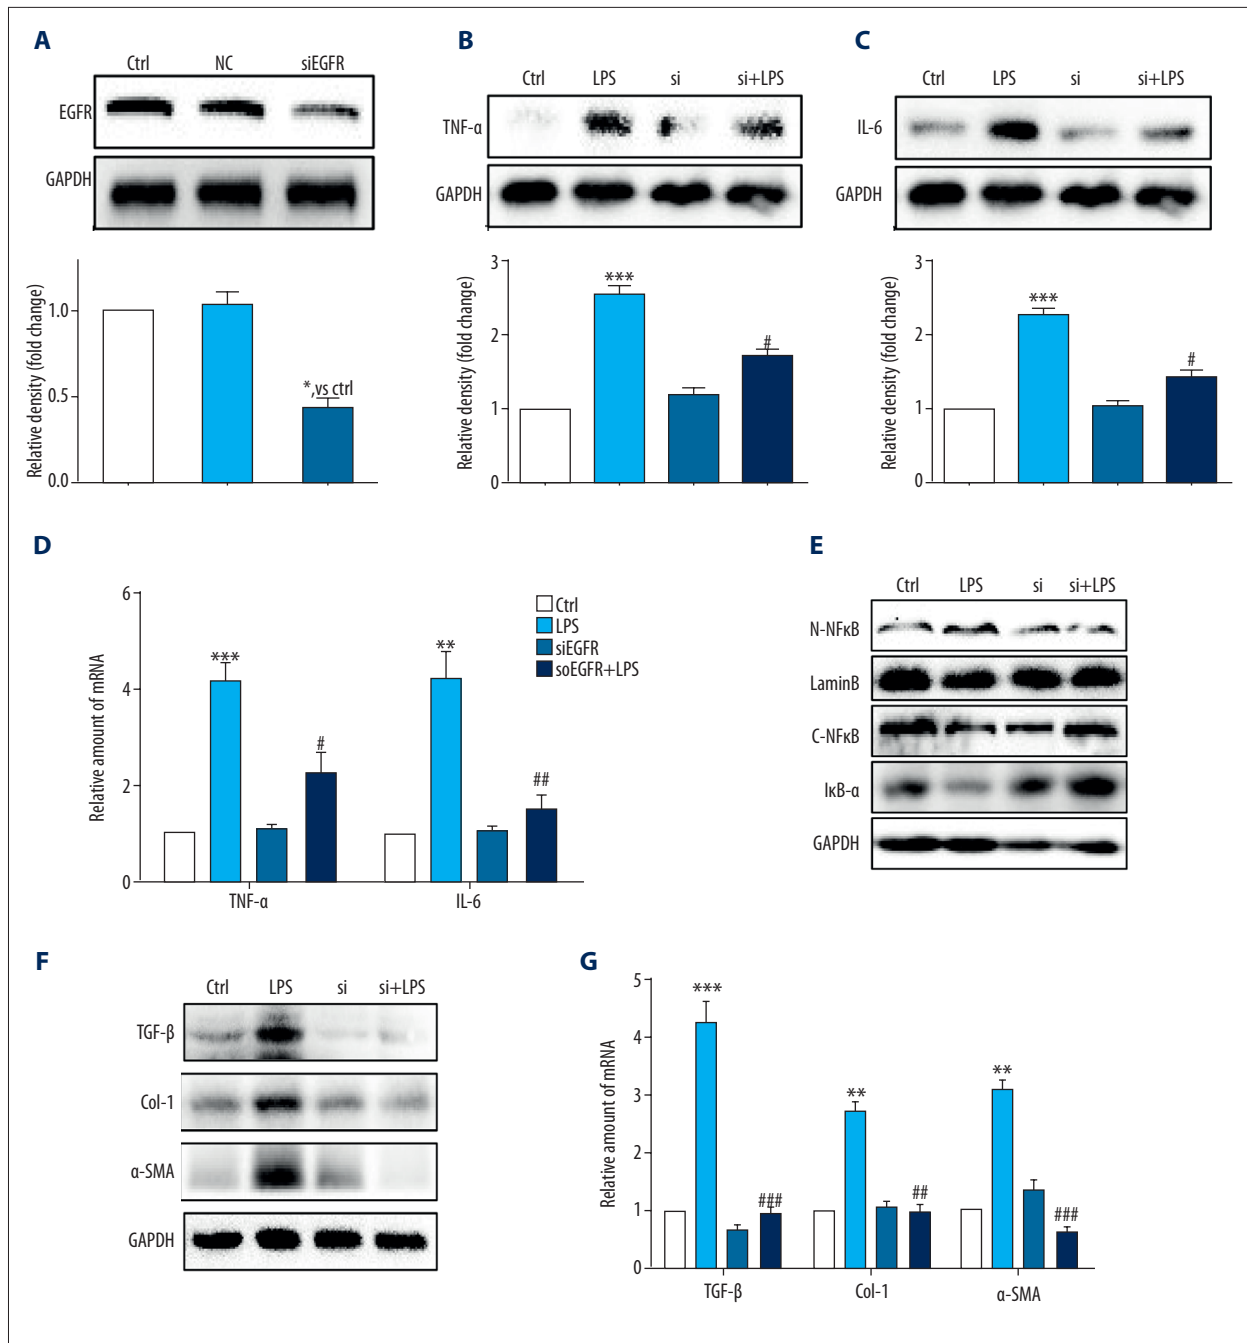 A
Ctrl NC siEGFR
EGFR
GAPDH
Relative density (fold change)
1.0
0.5
0.0
*,vs ctrl
B
Ctrl LPS si si+LPS
TNF-α
GAPDH
Relative density (fold change)
3
2
1
0
***
#
C
Ctrl LPS si si+LPS
IL-6
GAPDH
Relative density (fold change)
3
2
1
0
***
#
D
Relative amount of mRNA
6
4
2
0
***
#
**
##
TNF-α IL-6
Ctrl
LPS
siEGFR
soEGFR+LPS
E
Ctrl LPS si si+LPS
N-NFκB
LaminB
C-NFκB
IκB-α
GAPDH
F
Ctrl LPS si si+LPS
TGF-β
Col-1
α-SMA
GAPDH
G
Relative amount of mRNA
5
4
3
2
1
0
***
###
**
##
**
###
TGF-β Col-1 α-SMA